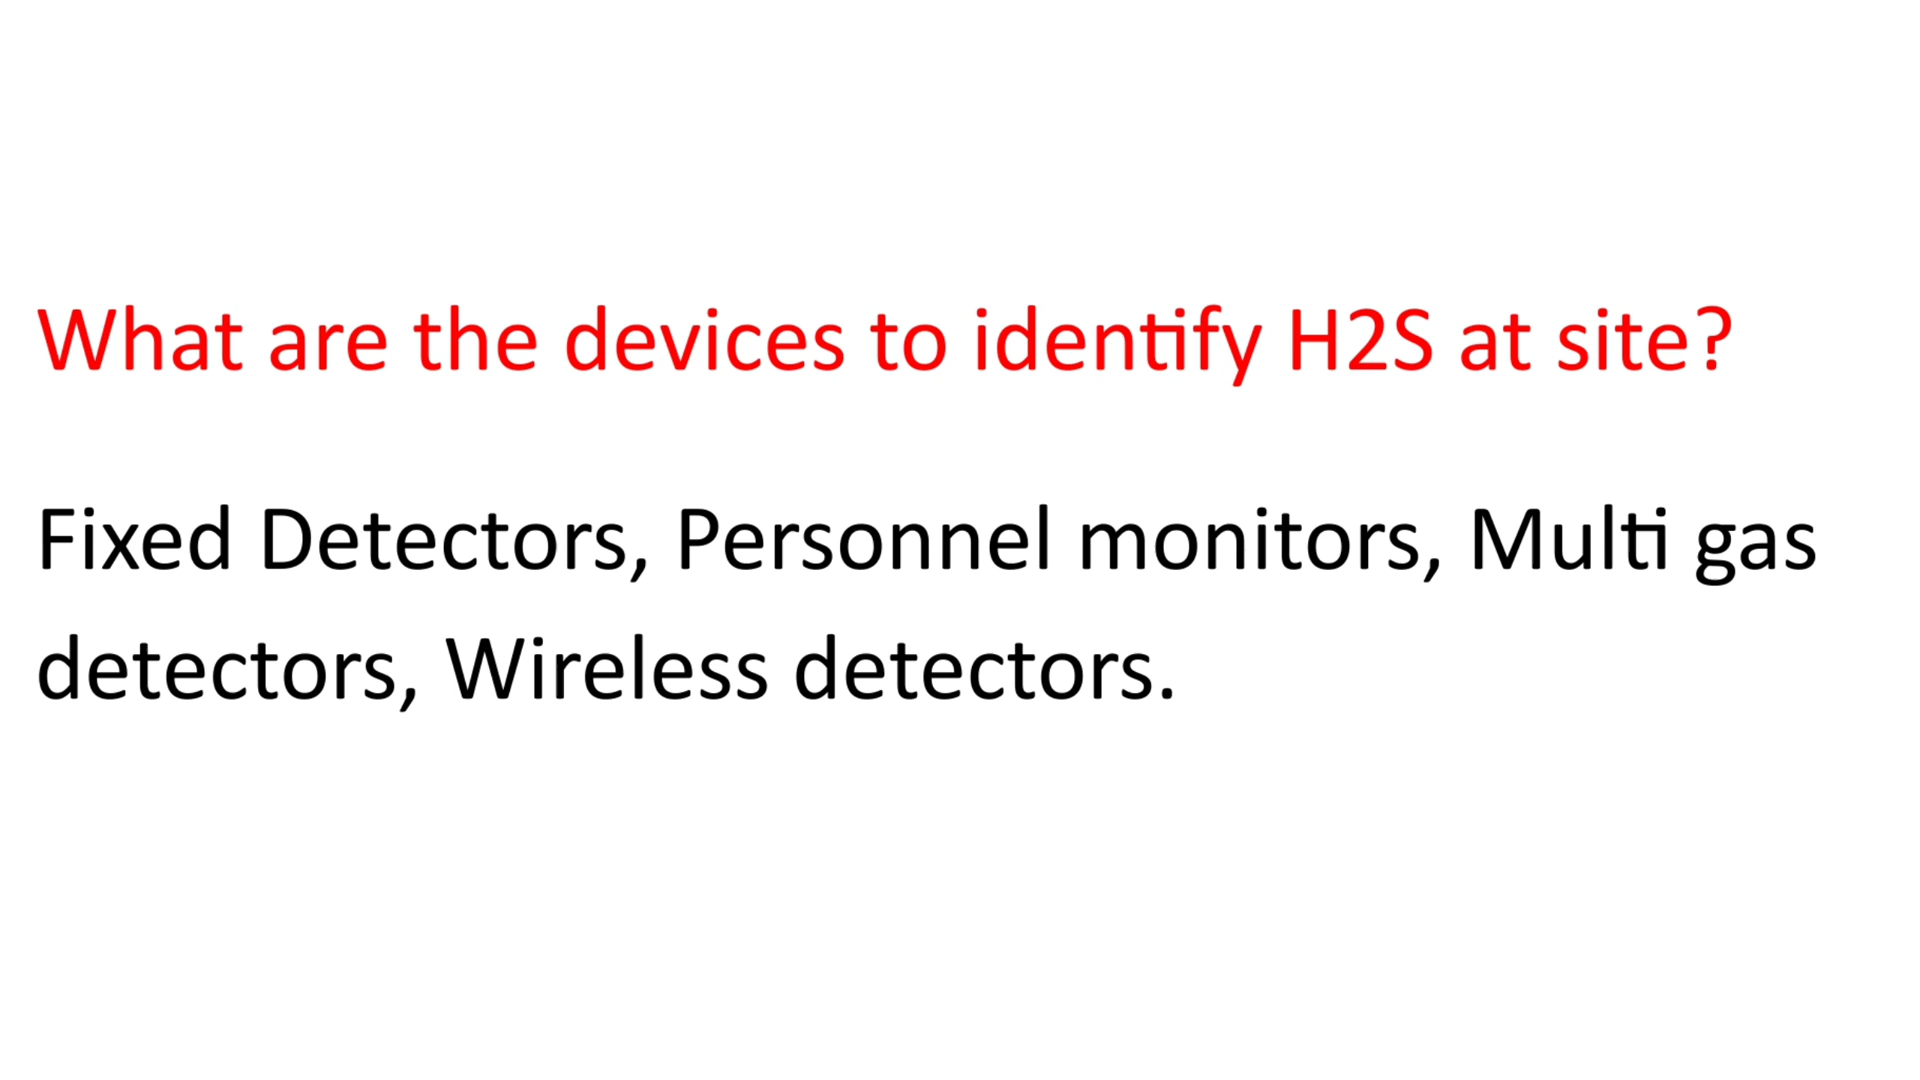 What are the devices to identify H2S at site?
Fixed Detectors, Personnel monitors, Multi gas
detectors, Wireless detectors.